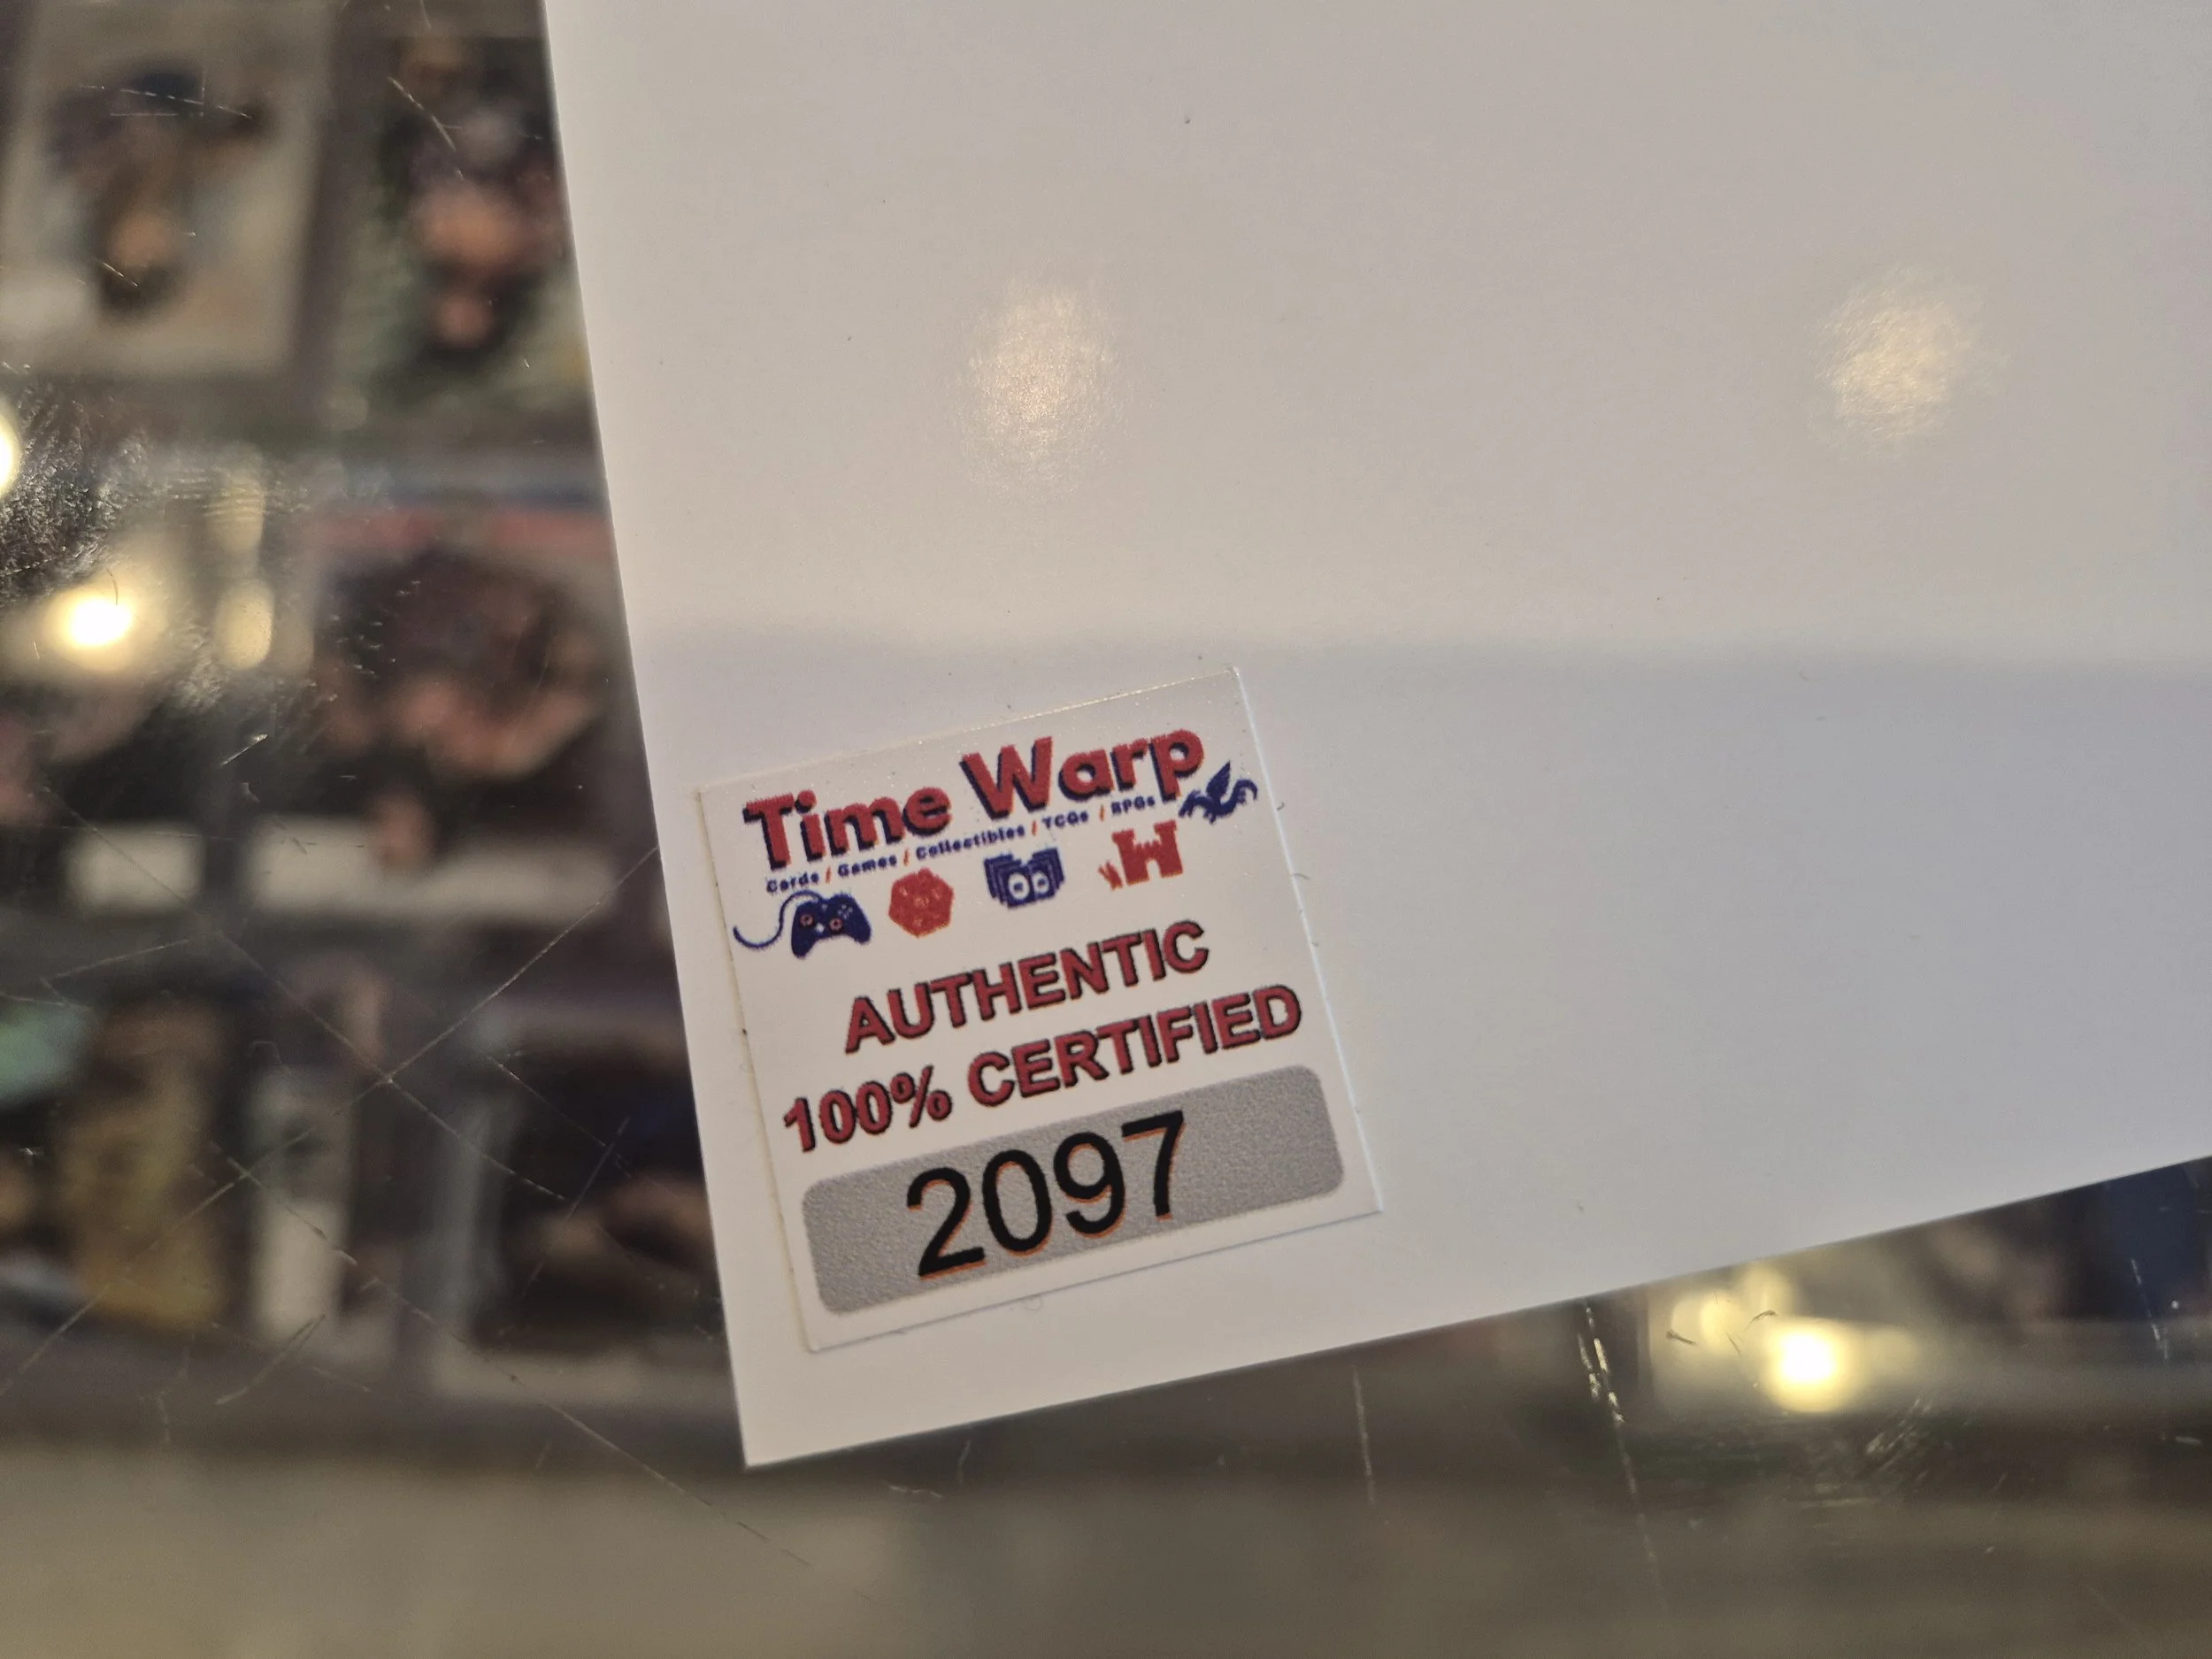 Time Warp
Cards / Games / Collectibles / TCGs / RPGs
AUTHENTIC
100% CERTIFIED
2097